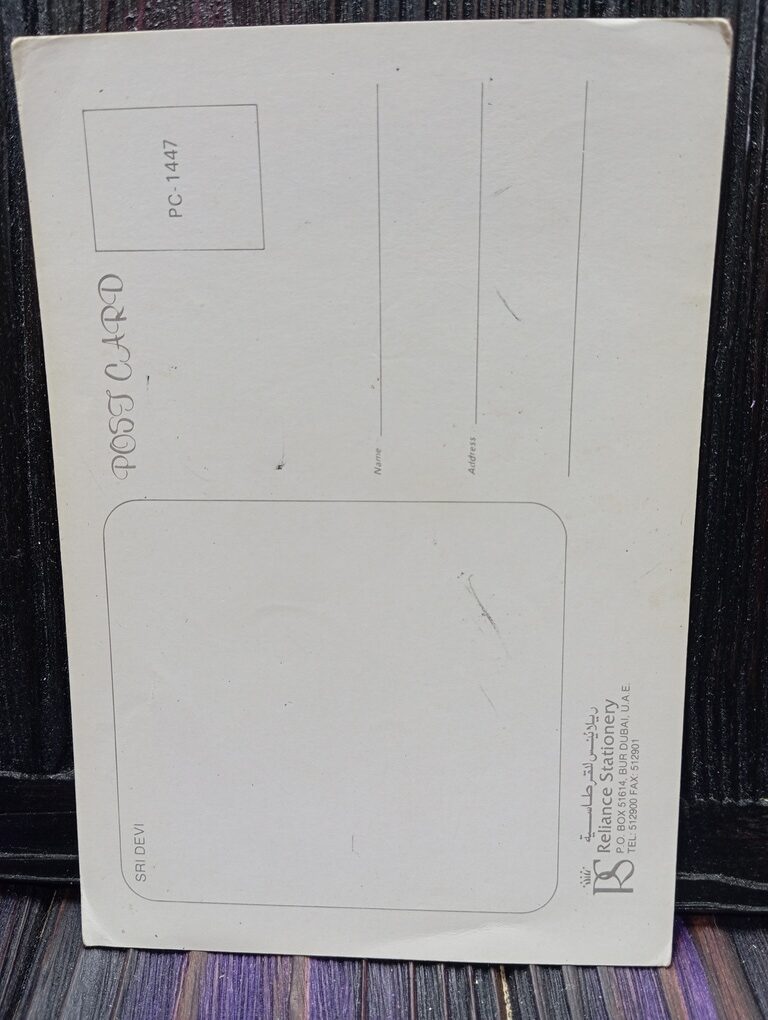 SRI DEVI
POST CARD
PC-1447
Name
Address
ريلاينس للقرطاسية
RS Reliance Stationery
P.O. BOX 51614, BUR DUBAI, U.A.E.
TEL: 512900 FAX: 512901